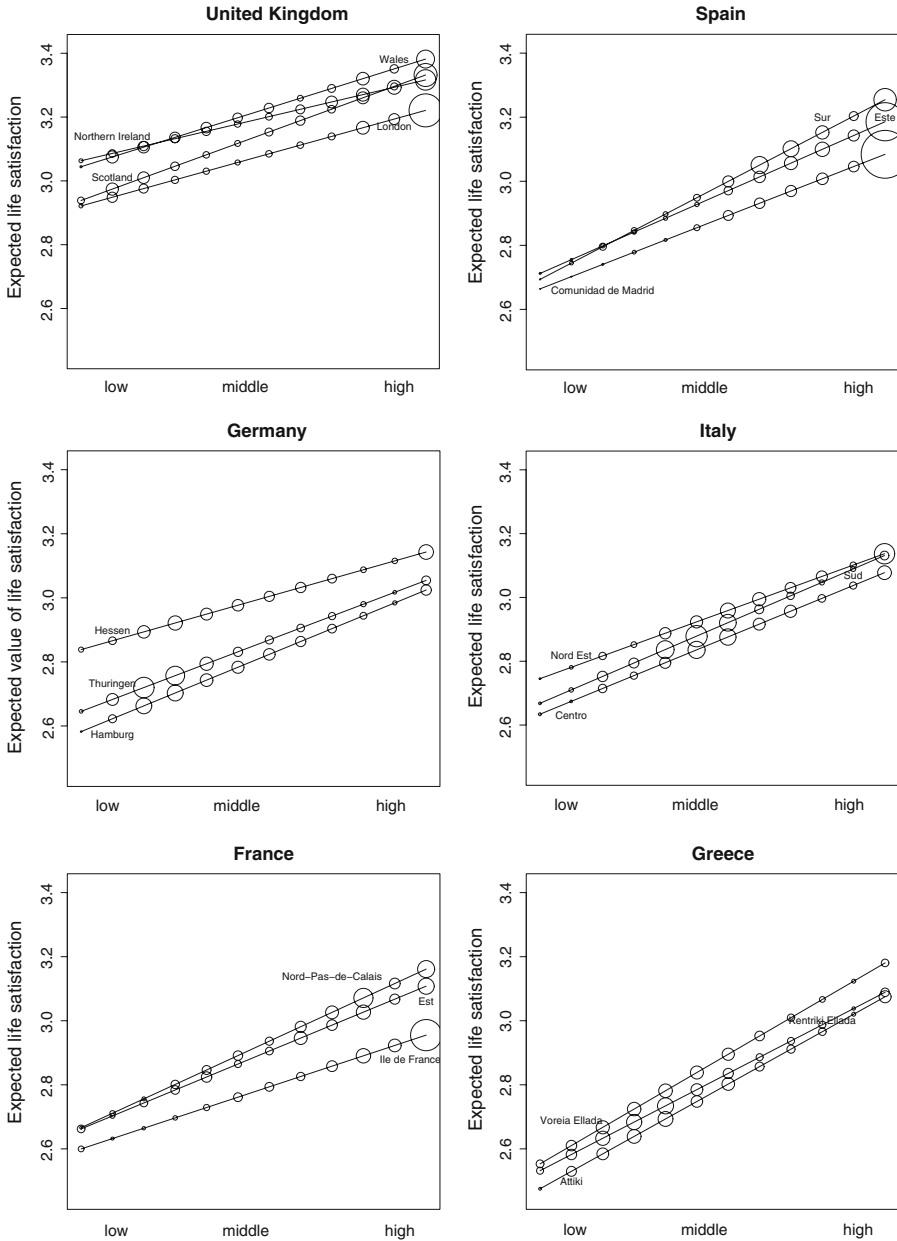 United Kingdom
Expected life satisfaction
3.4
3.2
3.0
2.8
2.6
Wales
Northern Ireland
London
Scotland
low middle high
Spain
Expected life satisfaction
3.4
3.2
3.0
2.8
2.6
Sur
Este
Comunidad de Madrid
low middle high
Germany
Expected value of life satisfaction
3.4
3.2
3.0
2.8
2.6
Hessen
Thuringen
Hamburg
low middle high
Italy
Expected life satisfaction
3.4
3.2
3.0
2.8
2.6
Sud
Nord Est
Centro
low middle high
France
Expected life satisfaction
3.4
3.2
3.0
2.8
2.6
Nord−Pas−de−Calais
Est
Ile de France
low middle high
Greece
Expected life satisfaction
3.4
3.2
3.0
2.8
2.6
Kentriki Ellada
Voreia Ellada
Attiki
low middle high